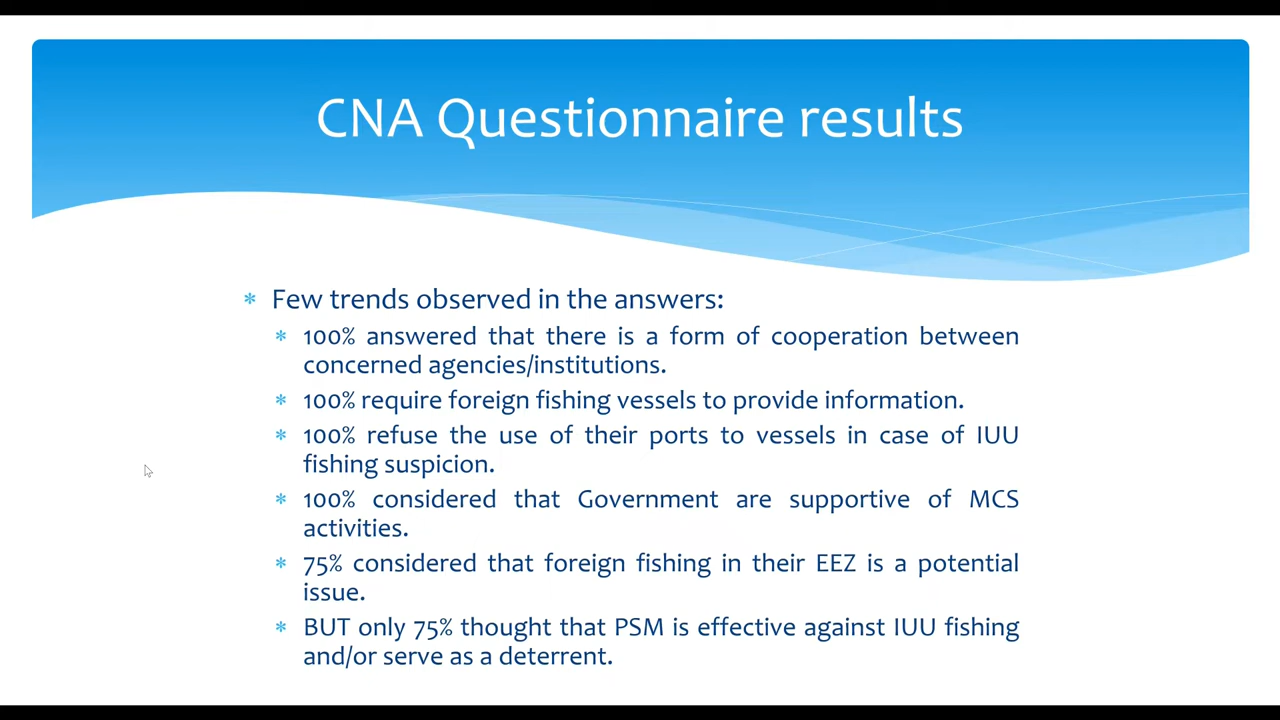 CNA Questionnaire results
* Few trends observed in the answers:
* 100% answered that there is a form of cooperation between
concerned agencies/institutions.
* 100% require foreign fishing vessels to provide information.
* 100% refuse the use of their ports to vessels in case of IUU
fishing suspicion.
* 100% considered that Government are supportive of MCS
activities.
* 75% considered that foreign fishing in their EEZ is a potential
issue.
* BUT only 75% thought that PSM is effective against IUU fishing
and/or serve as a deterrent.